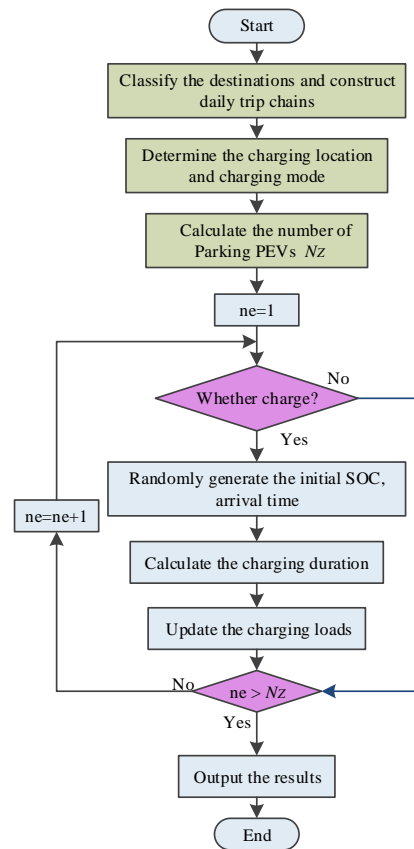 Start
Classify the destinations and construct
daily trip chains
Determine the charging location
and charging mode
Calculate the number of
Parking PEVs Nz
ne=1
No
Whether charge?
Yes
Randomly generate the initial SOC,
arrival time
ne=ne+1
Calculate the charging duration
Update the charging loads
No
ne > Nz
Yes
Output the results
End